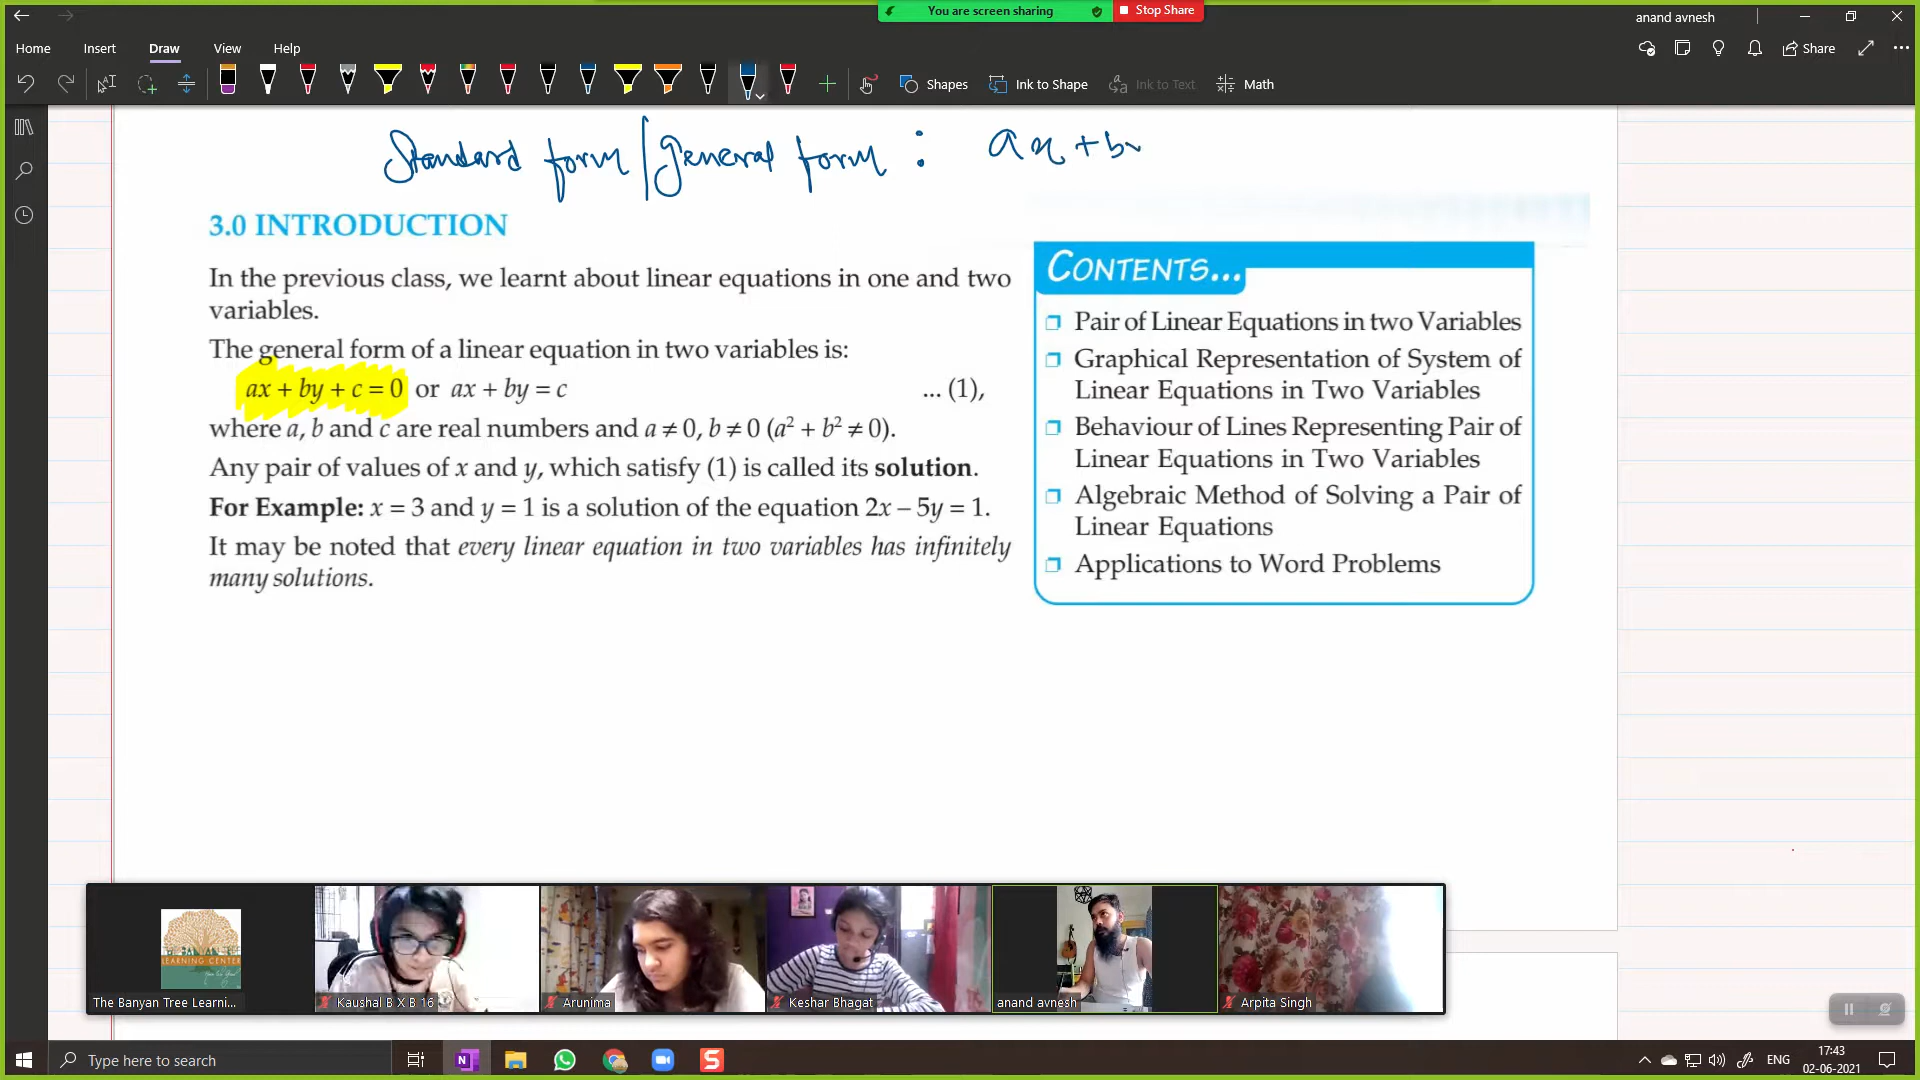 You are screen sharing
Stop Share
anand avnesh
Home Insert Draw View Help
Share
Shapes Ink to Shape Ink to Text Math
Standard form | general form : ax + by
3.0 INTRODUCTION
In the previous class, we learnt about linear equations in one and two
variables.
The general form of a linear equation in two variables is:
ax + by + c = 0 or ax + by = c ... (1),
where a, b and c are real numbers and a ≠ 0, b ≠ 0 (a² + b² ≠ 0).
Any pair of values of x and y, which satisfy (1) is called its solution.
For Example: x = 3 and y = 1 is a solution of the equation 2x – 5y = 1.
It may be noted that every linear equation in two variables has infinitely
many solutions.
CONTENTS...
Pair of Linear Equations in two Variables
Graphical Representation of System of
Linear Equations in Two Variables
Behaviour of Lines Representing Pair of
Linear Equations in Two Variables
Algebraic Method of Solving a Pair of
Linear Equations
Applications to Word Problems
LEARNING CENTER
The Banyan Tree Learni...
Kaushal B X B 16
Arunima
Keshar Bhagat
anand avnesh
Arpita Singh
Type here to search
ENG
17:43
02-06-2021